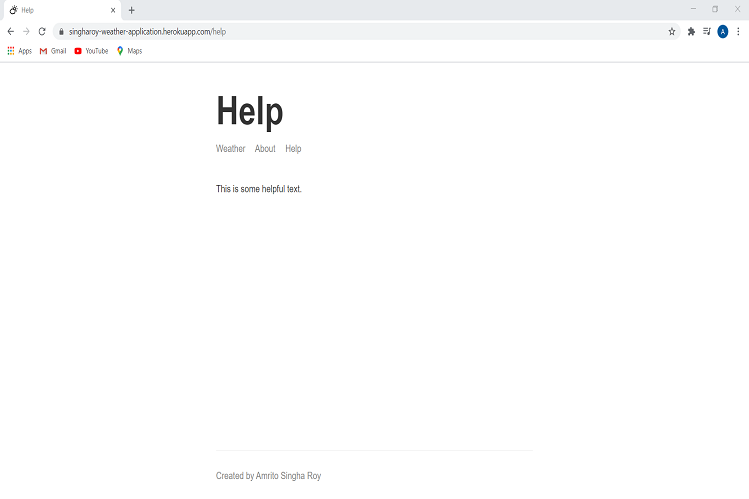 Help
singharoy-weather-application.herokuapp.com/help
A
Apps Gmail YouTube Maps
Help
Weather About Help
This is some helpful text.
Created by Amrito Singha Roy